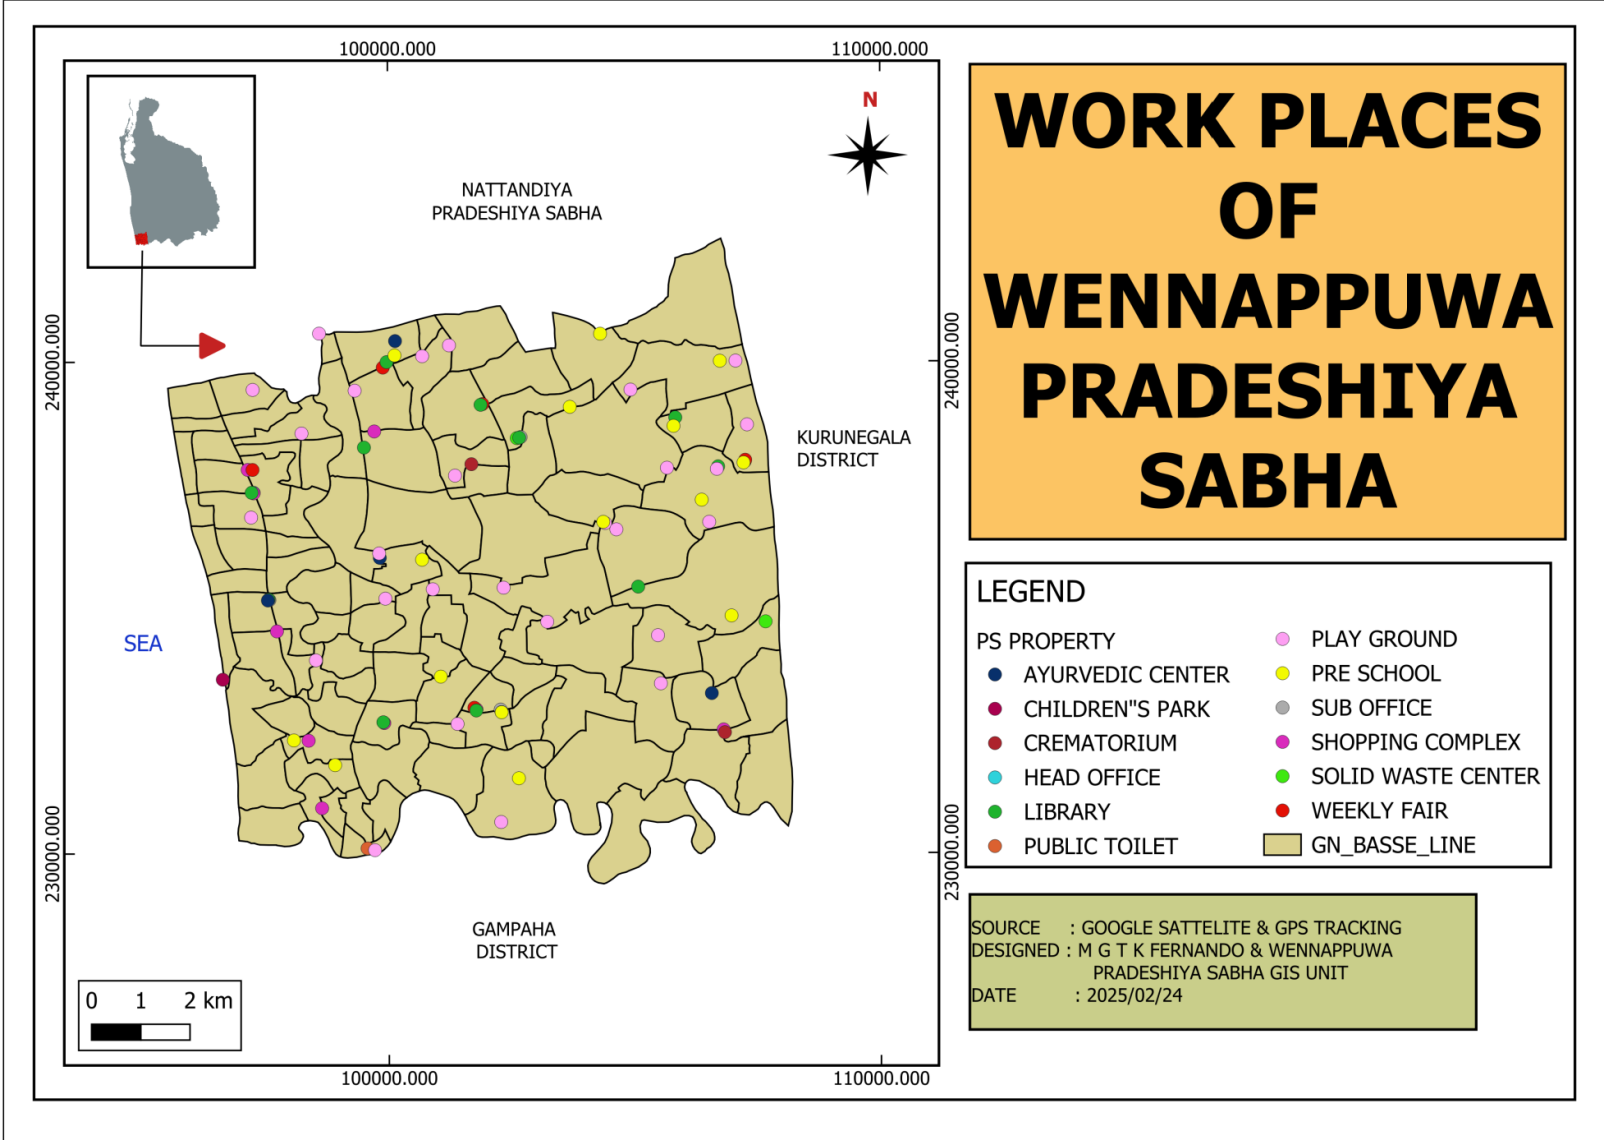 100000.000
110000.000
N
NATTANDIYA
PRADESHIYA SABHA
240000.000
240000.000
KURUNEGALA
DISTRICT
SEA
230000.000
230000.000
GAMPAHA
DISTRICT
0 1 2 km
100000.000
110000.000
WORK PLACES
OF
WENNAPPUWA
PRADESHIYA
SABHA
LEGEND
PS PROPERTY
AYURVEDIC CENTER
CHILDREN"S PARK
CREMATORIUM
HEAD OFFICE
LIBRARY
PUBLIC TOILET
PLAY GROUND
PRE SCHOOL
SUB OFFICE
SHOPPING COMPLEX
SOLID WASTE CENTER
WEEKLY FAIR
GN_BASSE_LINE
SOURCE : GOOGLE SATTELITE & GPS TRACKING
DESIGNED : M G T K FERNANDO & WENNAPPUWA
PRADESHIYA SABHA GIS UNIT
DATE : 2025/02/24